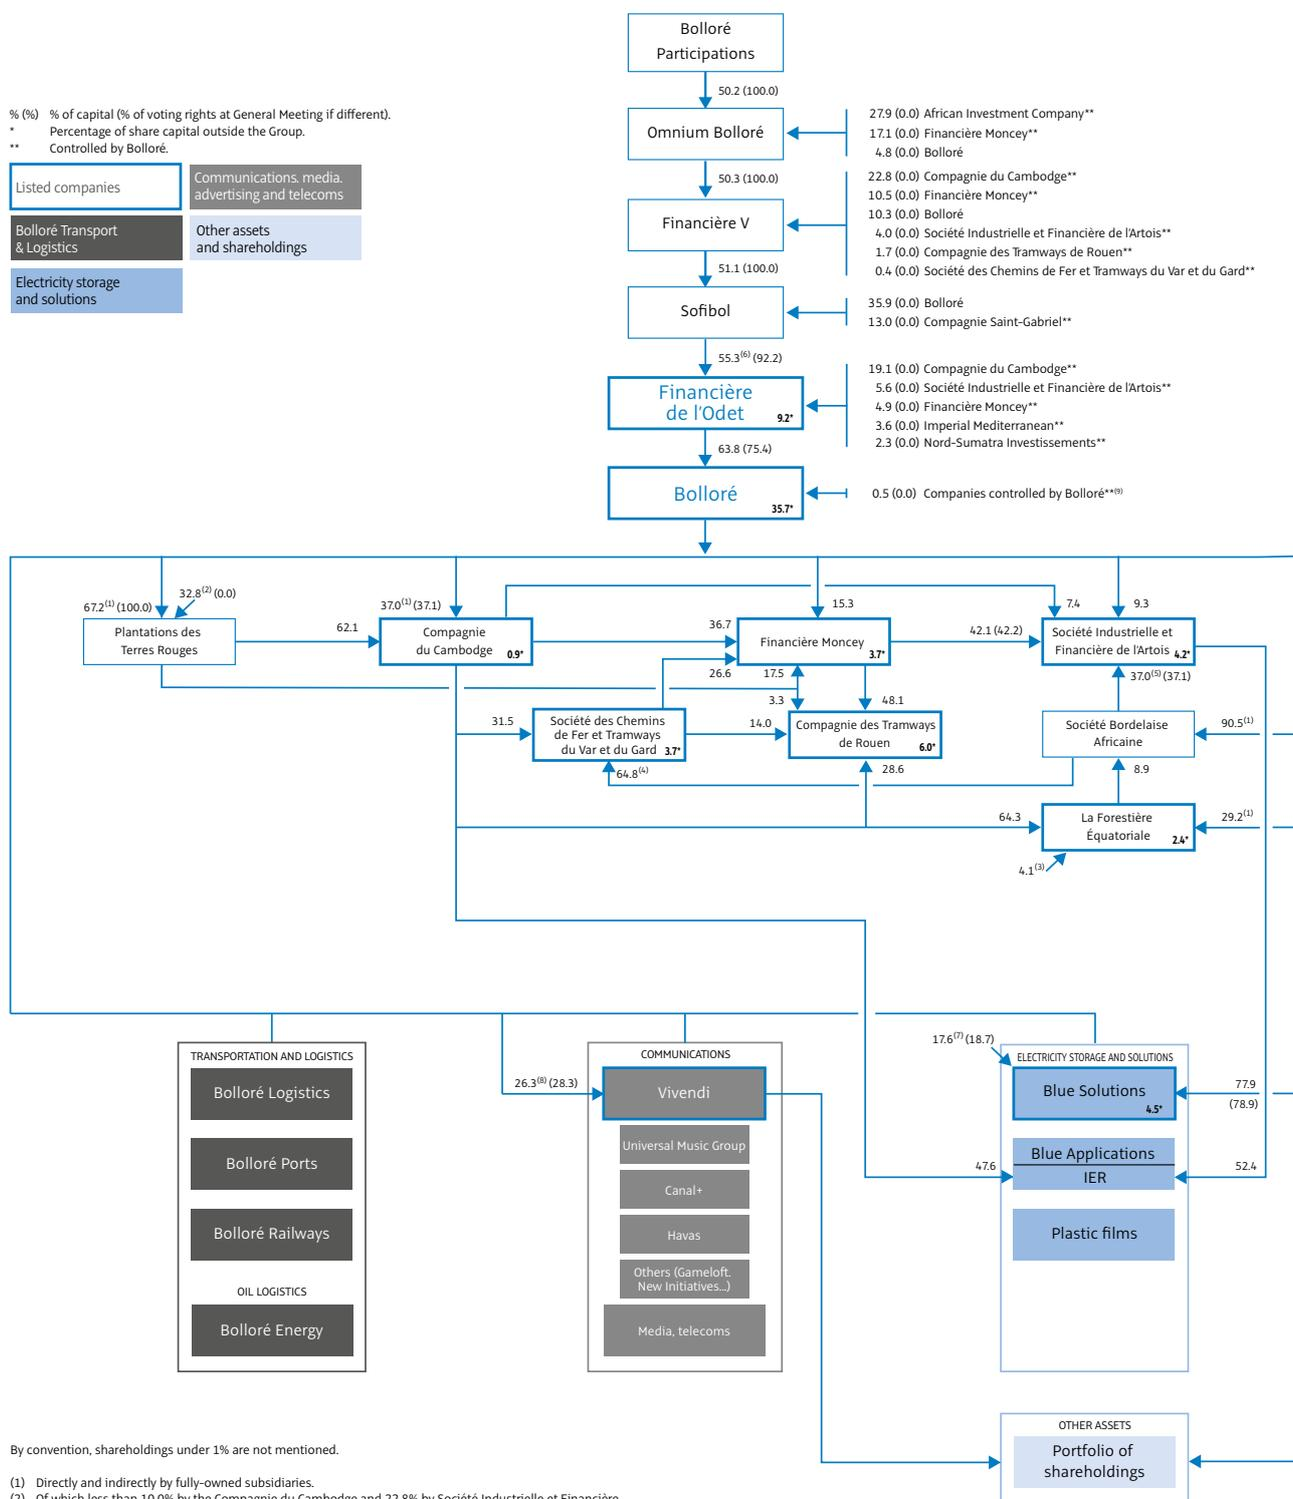 Bolloré
Participations
50.2 (100.0)
% (%) % of capital (% of voting rights at General Meeting if different).
* Percentage of share capital outside the Group.
** Controlled by Bolloré.
Listed companies
Communications. media.
advertising and telecoms
Bolloré Transport
& Logistics
Other assets
and shareholdings
Electricity storage
and solutions
Omnium Bolloré
27.9 (0.0) African Investment Company**
17.1 (0.0) Financière Moncey**
4.8 (0.0) Bolloré
50.3 (100.0)
Financière V
22.8 (0.0) Compagnie du Cambodge**
10.5 (0.0) Financière Moncey**
10.3 (0.0) Bolloré
4.0 (0.0) Société Industrielle et Financière de l'Artois**
1.7 (0.0) Compagnie des Tramways de Rouen**
0.4 (0.0) Société des Chemins de Fer et Tramways du Var et du Gard**
51.1 (100.0)
Sofibol
35.9 (0.0) Bolloré
13.0 (0.0) Compagnie Saint-Gabriel**
55.3(6) (92.2)
Financière
de l'Odet
9.2*
19.1 (0.0) Compagnie du Cambodge**
5.6 (0.0) Société Industrielle et Financière de l'Artois**
4.9 (0.0) Financière Moncey**
3.6 (0.0) Imperial Mediterranean**
2.3 (0.0) Nord-Sumatra Investissements**
63.8 (75.4)
Bolloré
35.7*
0.5 (0.0) Companies controlled by Bolloré**(9)
67.2(1) (100.0)
32.8(2) (0.0)
37.0(1) (37.1)
15.3
7.4
9.3
Plantations des
Terres Rouges
62.1
Compagnie
du Cambodge
0.9*
36.7
Financière Moncey
3.7*
42.1 (42.2)
Société Industrielle et
Financière de l'Artois
4.2*
26.6
17.5
37.0(5) (37.1)
3.3
48.1
31.5
Société des Chemins
de Fer et Tramways
du Var et du Gard
3.7*
14.0
Compagnie des Tramways
de Rouen
6.0*
Société Bordelaise
Africaine
90.5(1)
64.8(4)
28.6
8.9
64.3
La Forestière
Équatoriale
2.4*
29.2(1)
4.1(3)
TRANSPORTATION AND LOGISTICS
Bolloré Logistics
Bolloré Ports
Bolloré Railways
OIL LOGISTICS
Bolloré Energy
COMMUNICATIONS
26.3(8) (28.3)
Vivendi
Universal Music Group
Canal+
Havas
Others (Gameloft.
New Initiatives...)
Media, telecoms
17.6(7) (18.7)
ELECTRICITY STORAGE AND SOLUTIONS
Blue Solutions
4.5*
77.9
(78.9)
Blue Applications
47.6
IER
52.4
Plastic films
OTHER ASSETS
Portfolio of
shareholdings
By convention, shareholdings under 1% are not mentioned.
(1) Directly and indirectly by fully-owned subsidiaries.
(2) Of which less than 10.0% by the Compagnie du Cambodge and 22.8% by Société Industrielle et Financière